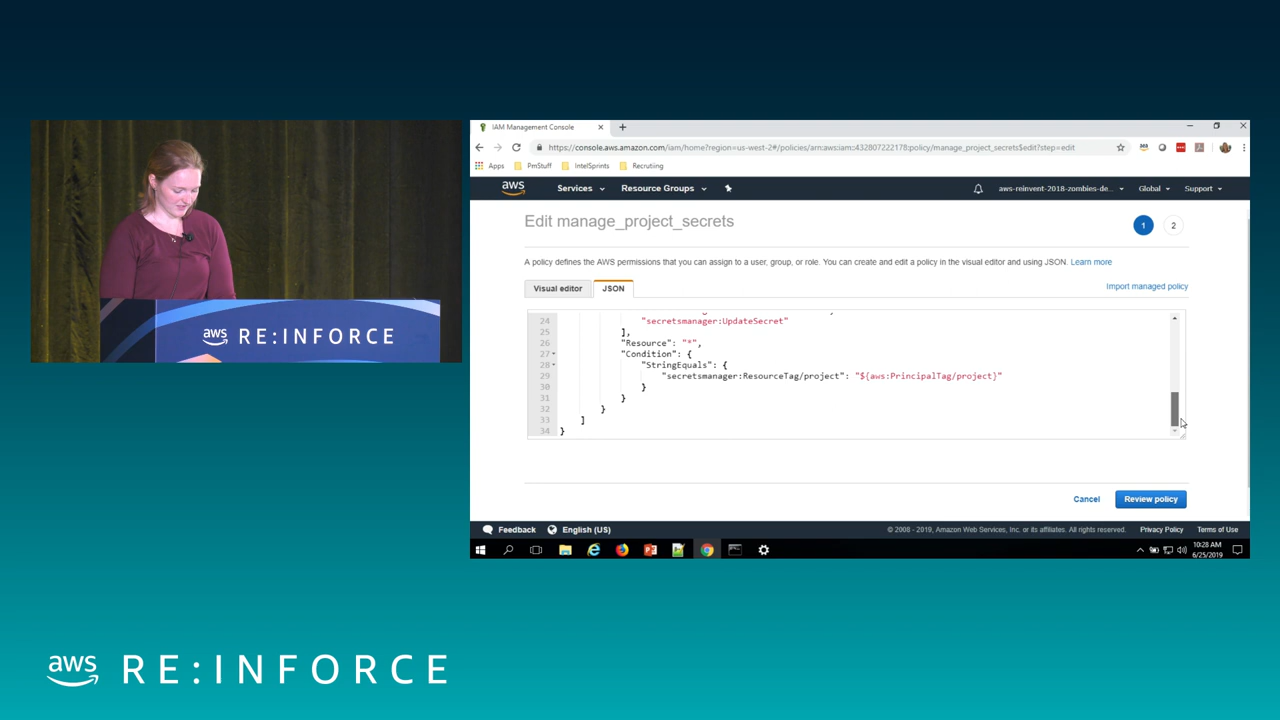 aws RE:INFORCE
IAM Management Console
https://console.aws.amazon.com/iam/home?region=us-west-2#/policies/arn:aws:iam::432807222178:policy/manage_project_secrets$edit?step=edit
Apps PmStuff IntelSprints Recruiting
aws Services Resource Groups aws-reinvent-2018-zombies-de... Global Support
Edit manage_project_secrets
1 2
A policy defines the AWS permissions that you can assign to a user, group, or role. You can create and edit a policy in the visual editor and using JSON. Learn more
Visual editor JSON Import managed policy
24 "secretsmanager:UpdateSecret"
25 ],
26 "Resource": "*",
27 "Condition": {
28 "StringEquals": {
29 "secretsmanager:ResourceTag/project": "${aws:PrincipalTag/project}"
30 }
31 }
32 }
33 ]
34 }
Cancel Review policy
Feedback English (US) © 2008 - 2019, Amazon Web Services, Inc. or its affiliates. All rights reserved. Privacy Policy Terms of Use
10:28 AM
6/25/2019
aws RE:INFORCE